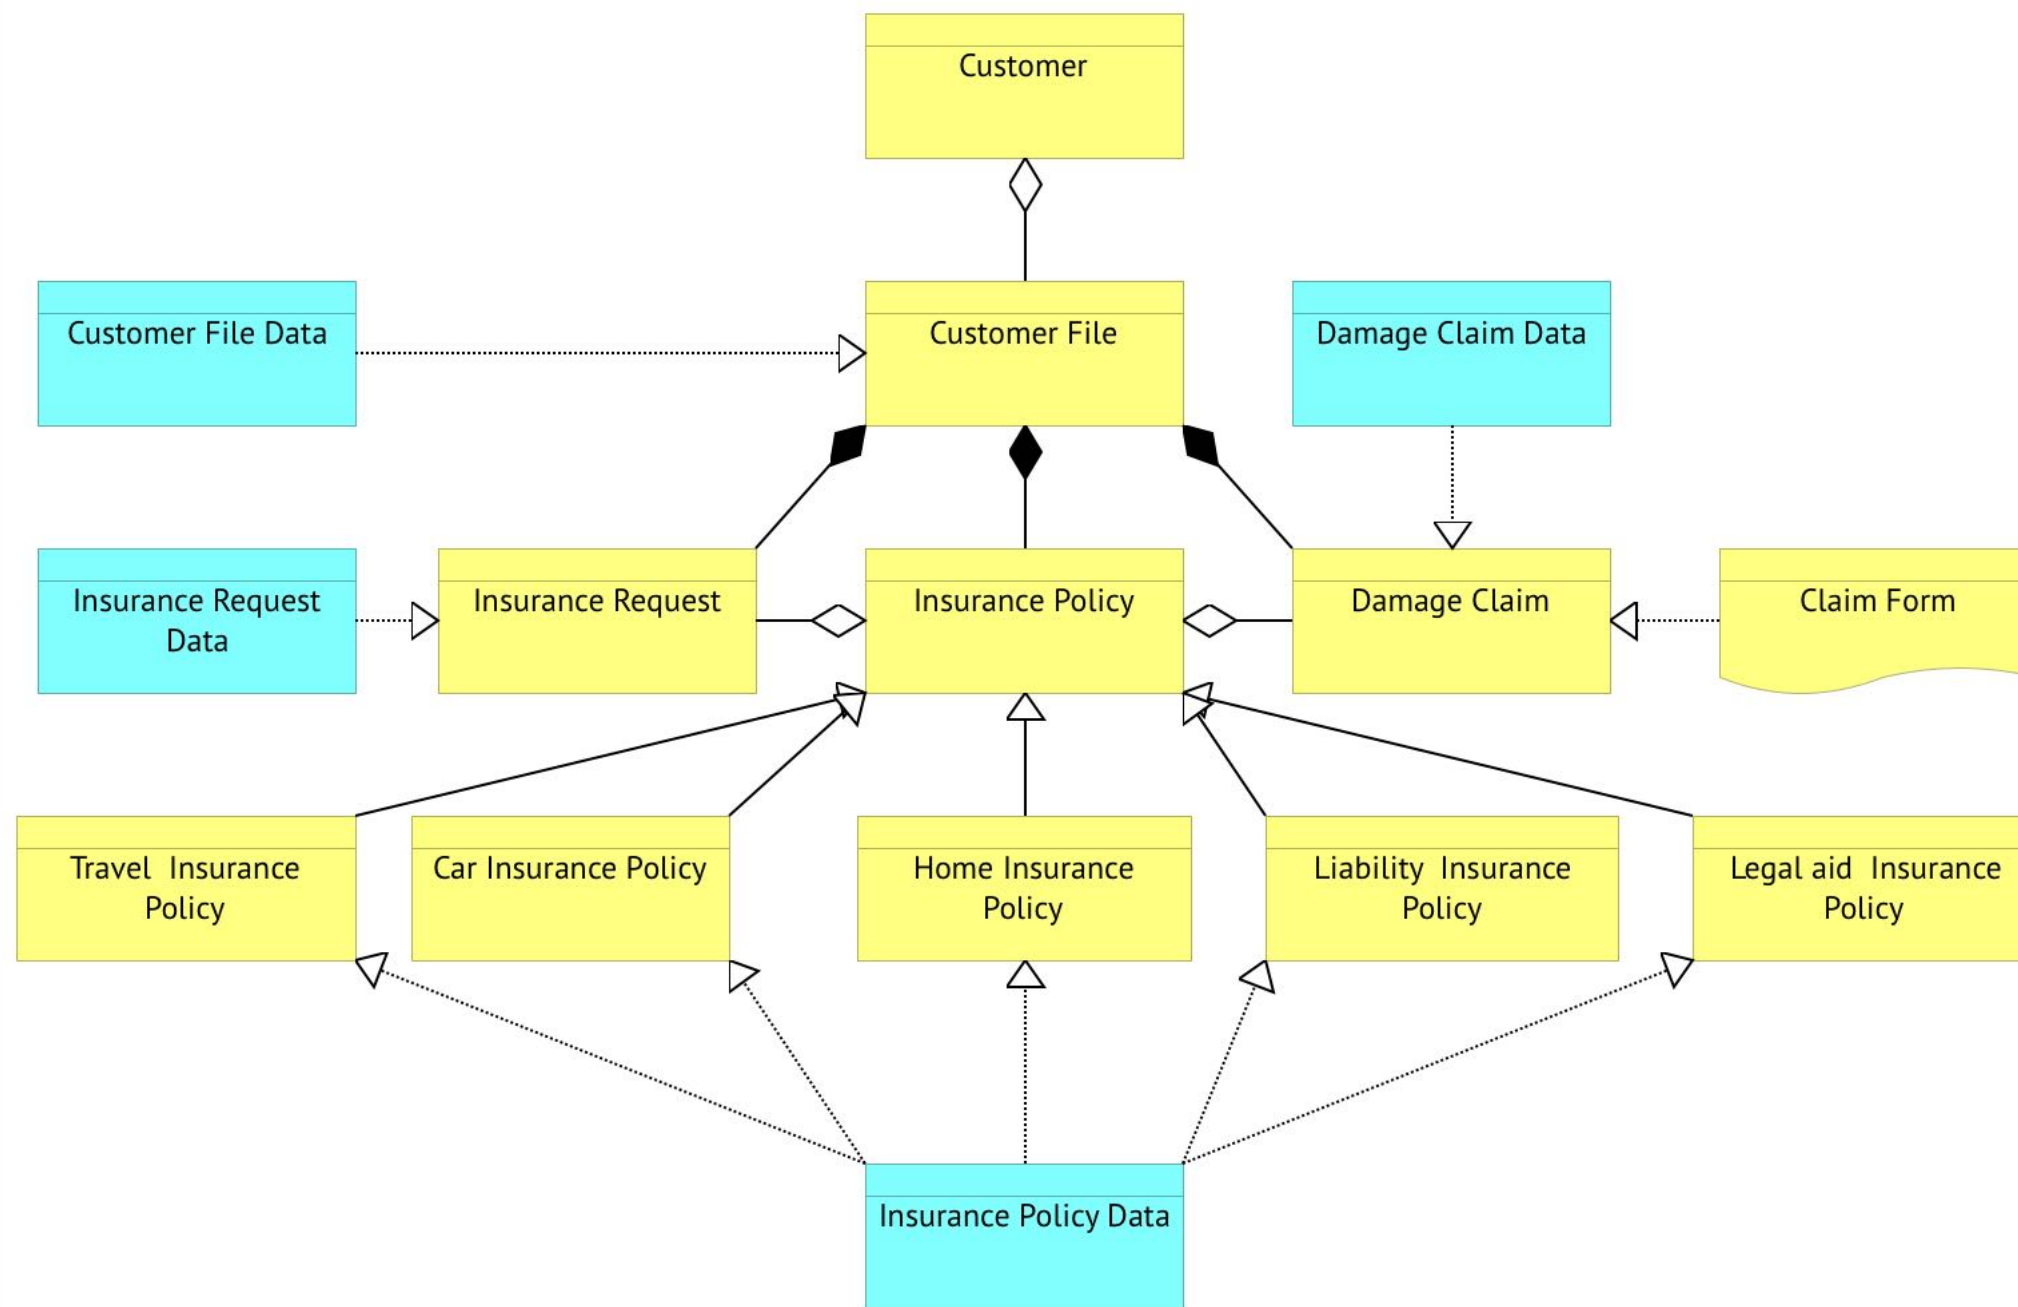 Customer
Customer File Data
Customer File
Damage Claim Data
Insurance Request
Data
Insurance Request
Insurance Policy
Damage Claim
Claim Form
Travel  Insurance
Policy
Car Insurance Policy
Home Insurance
Policy
Liability  Insurance
Policy
Legal aid  Insurance
Policy
Insurance Policy Data